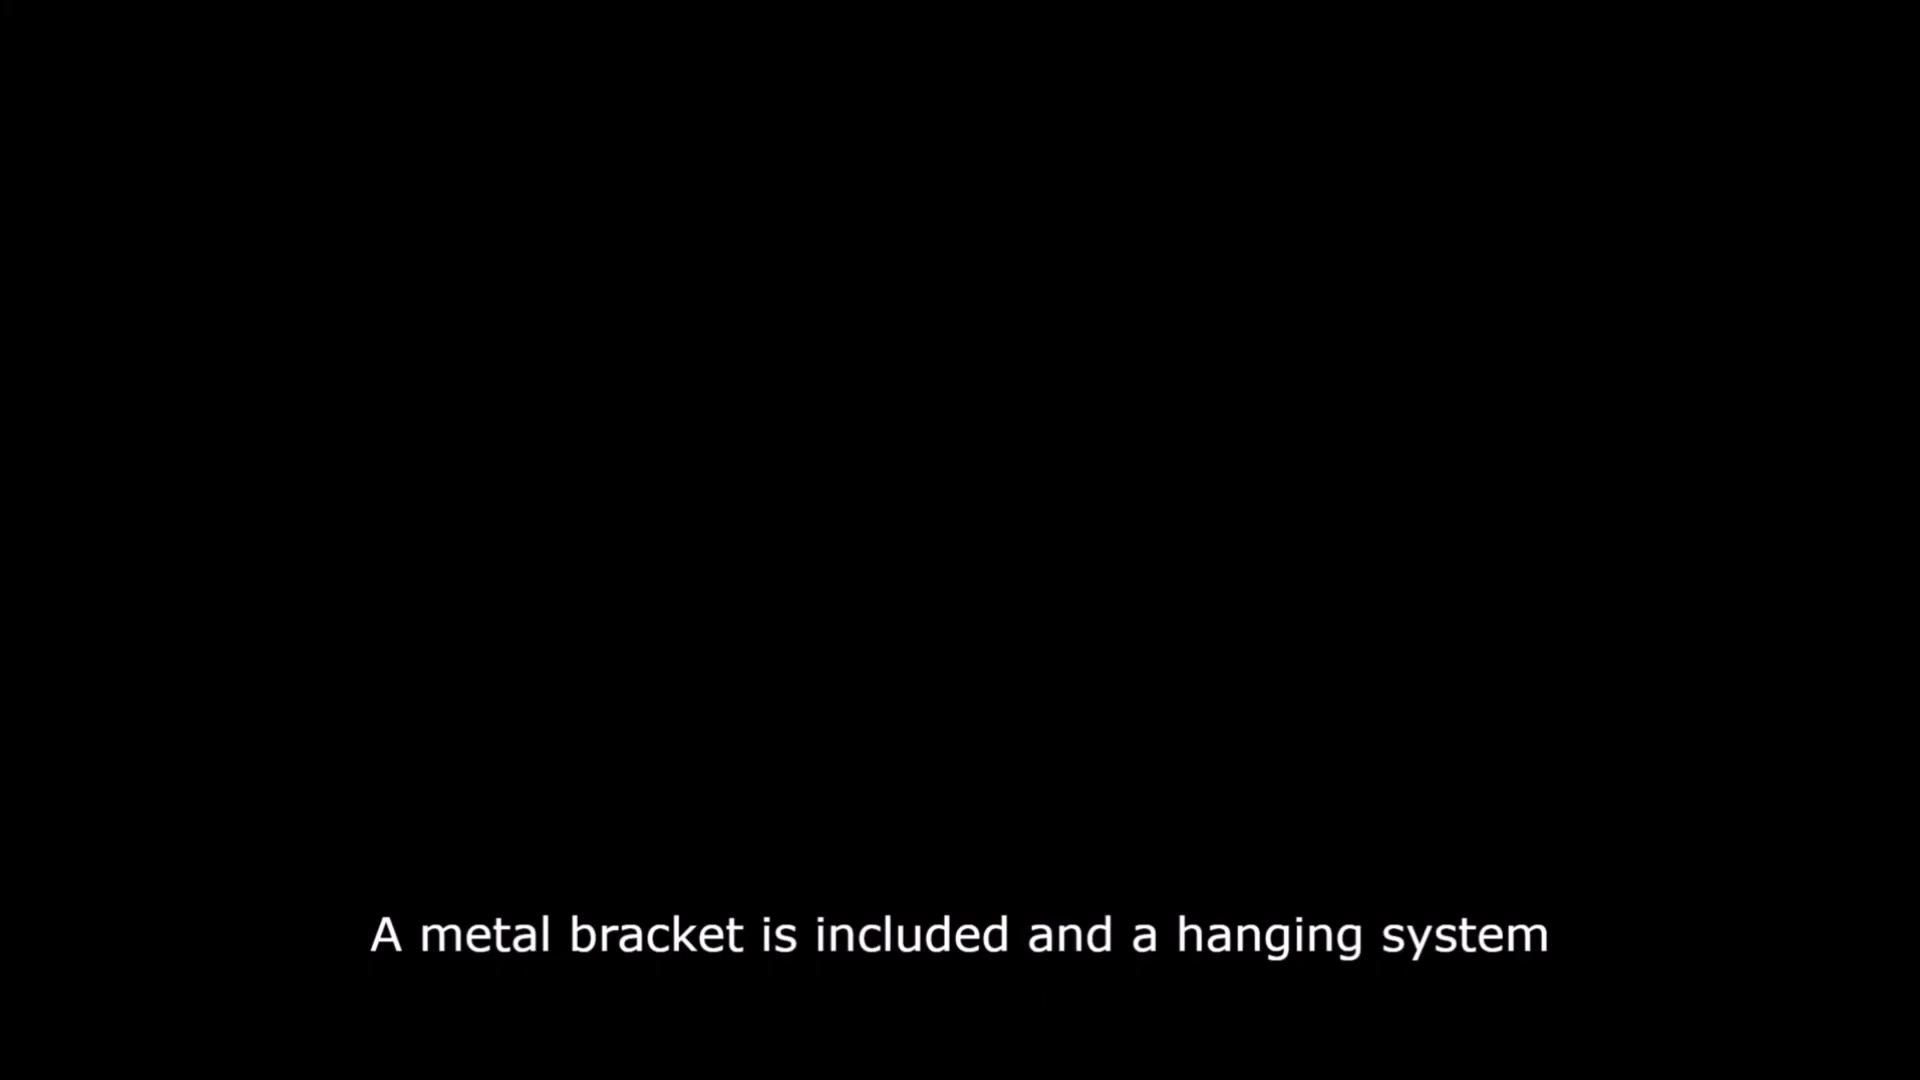 A metal bracket is included and a hanging system